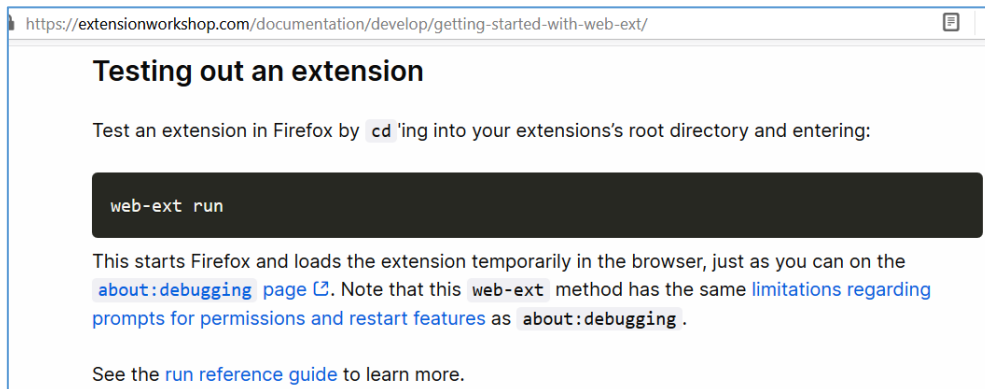 https://extensionworkshop.com/documentation/develop/getting-started-with-web-ext/
Testing out an extension
Test an extension in Firefox by cd'ing into your extensions's root directory and entering:
web-ext run
This starts Firefox and loads the extension temporarily in the browser, just as you can on the
about:debugging page. Note that this web-ext method has the same limitations regarding
prompts for permissions and restart features as about:debugging.
See the run reference guide to learn more.